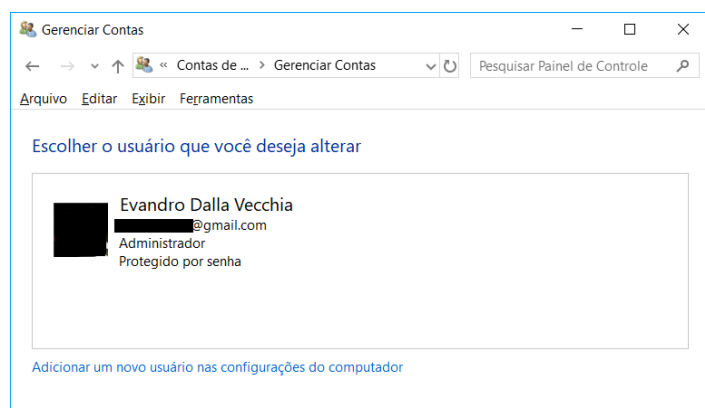 Gerenciar Contas
« Contas de ... > Gerenciar Contas
Pesquisar Painel de Controle
Arquivo Editar Exibir Ferramentas
Escolher o usuário que você deseja alterar
Evandro Dalla Vecchia
@gmail.com
Administrador
Protegido por senha
Adicionar um novo usuário nas configurações do computador